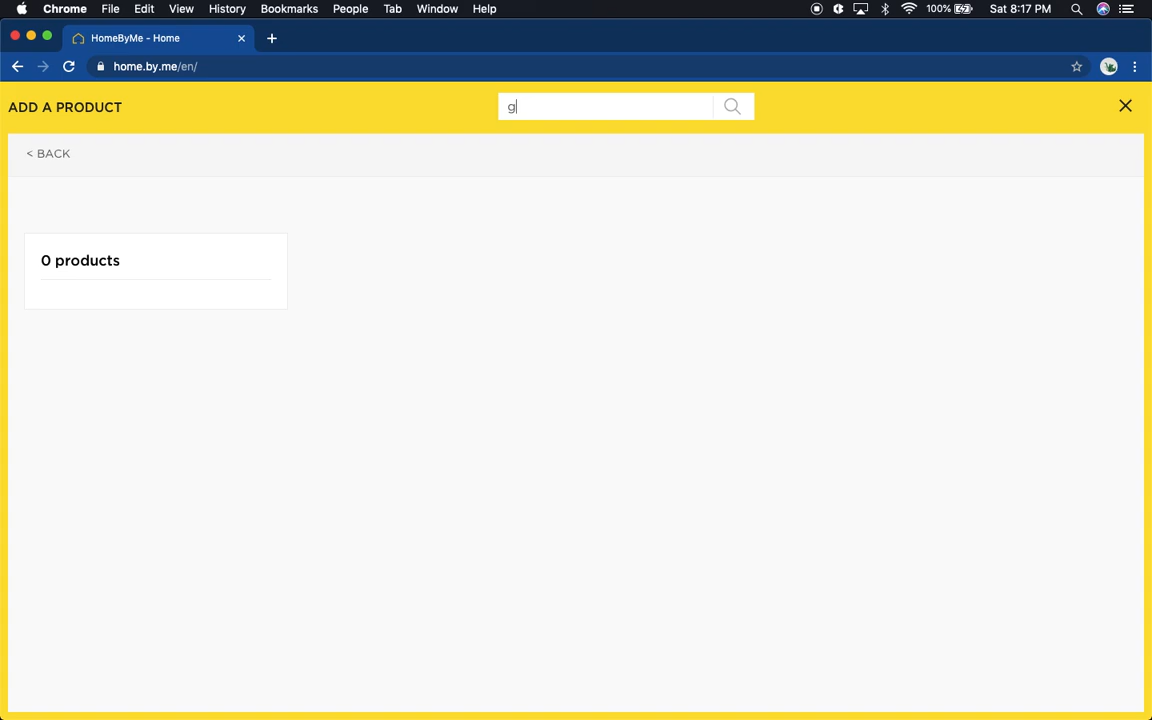 Chrome File Edit View History Bookmarks People Tab Window Help 100% Sat 8:17 PM
HomeByMe - Home
home.by.me/en/
ADD A PRODUCT
g
< BACK
0 products